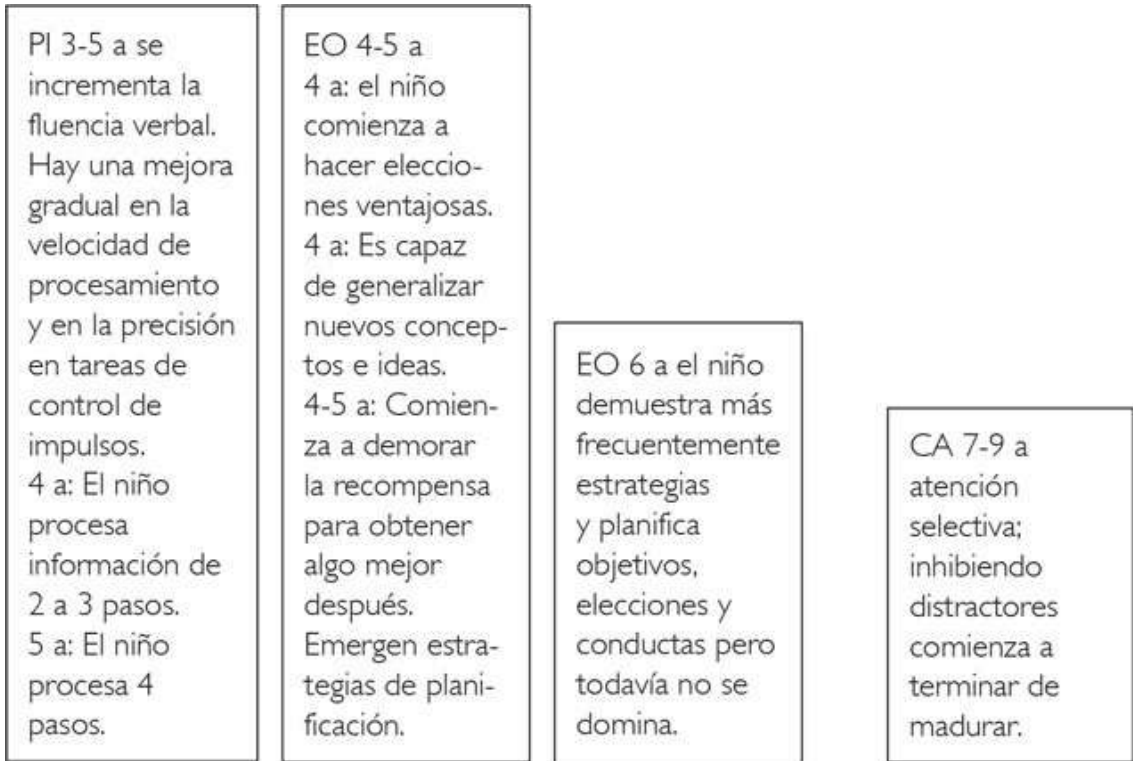 PI 3-5 a se
incrementa la
fluencia verbal.
Hay una mejora
gradual en la
velocidad de
procesamiento
y en la precisión
en tareas de
control de
impulsos.
4 a: El niño
procesa
información de
2 a 3 pasos.
5 a: El niño
procesa 4
pasos.
EO 4-5 a
4 a: el niño
comienza a
hacer eleccio-
nes ventajosas.
4 a: Es capaz
de generalizar
nuevos concep-
tos e ideas.
4-5 a: Comien-
za a demorar
la recompensa
para obtener
algo mejor
después.
Emergen estra-
tegias de plani-
ficación.
EO 6 a el niño
demuestra más
frecuentemente
estrategias
y planifica
objetivos,
elecciones y
conductas pero
todavía no se
domina.
CA 7-9 a
atención
selectiva;
inhibiendo
distractores
comienza a
terminar de
madurar.